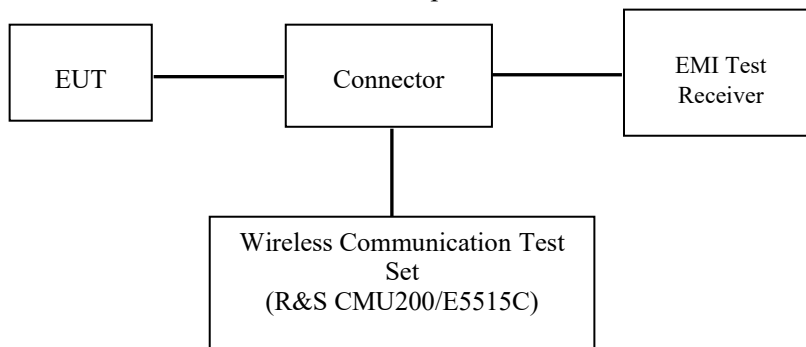 EUT
Connector
EMI Test
Receiver
Wireless Communication Test
Set
(R&S CMU200/E5515C)